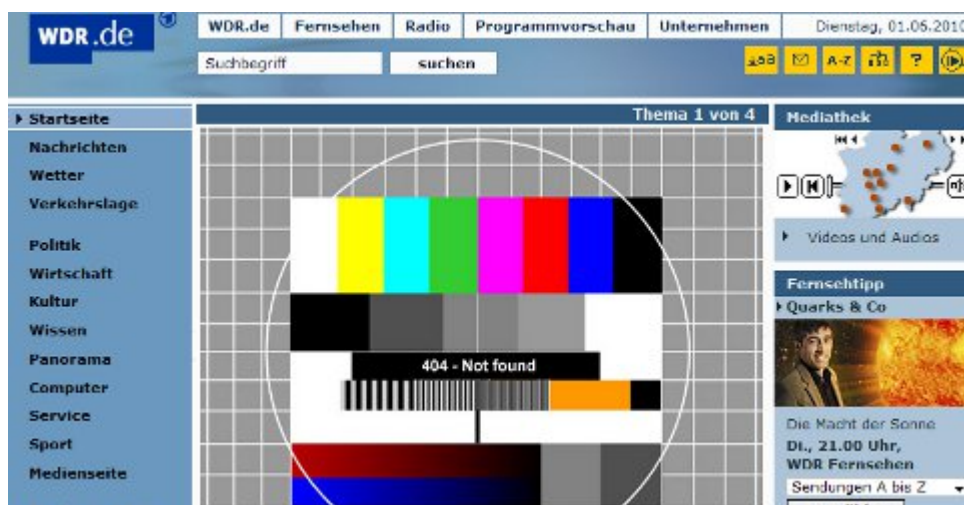 WDR.de
WDR.de Fernsehen Radio Programmvorschau Unternehmen Dienstag, 01.06.2010
Suchbegriff suchen A-Z ?
Startseite
Nachrichten
Wetter
Verkehrslage
Politik
Wirtschaft
Kultur
Wissen
Panorama
Computer
Service
Sport
Medienseite
Thema 1 von 4
404 - Not found
Mediathek
Videos und Audios
Fernsehtipp
Quarks & Co
Die Macht der Sonne
Di., 21.00 Uhr,
WDR Fernsehen
Sendungen A bis Z